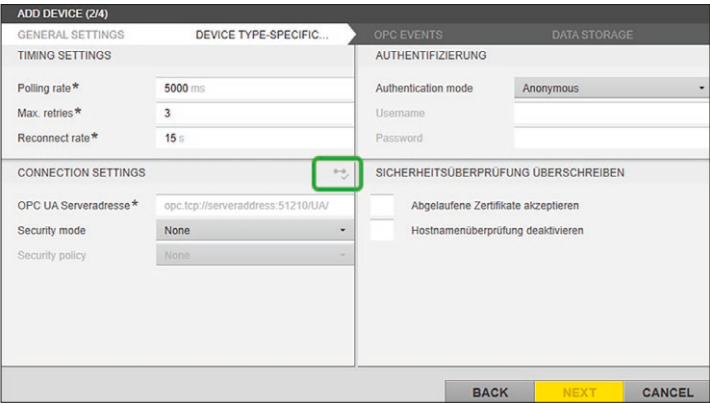 ADD DEVICE (2/4)
GENERAL SETTINGS
DEVICE TYPE-SPECIFIC...
OPC EVENTS
DATA STORAGE
TIMING SETTINGS
Polling rate* 5000 ms
Max. retries* 3
Reconnect rate* 15 s
AUTHENTIFIZIERUNG
Authentication mode Anonymous
Username
Password
CONNECTION SETTINGS
OPC UA Serveradresse* opc.tcp://serveraddress:51210/UA/
Security mode None
Security policy None
SICHERHEITSÜBERPRÜFUNG ÜBERSCHREIBEN
Abgelaufene Zertifikate akzeptieren
Hostnamenüberprüfung deaktivieren
BACK
NEXT
CANCEL